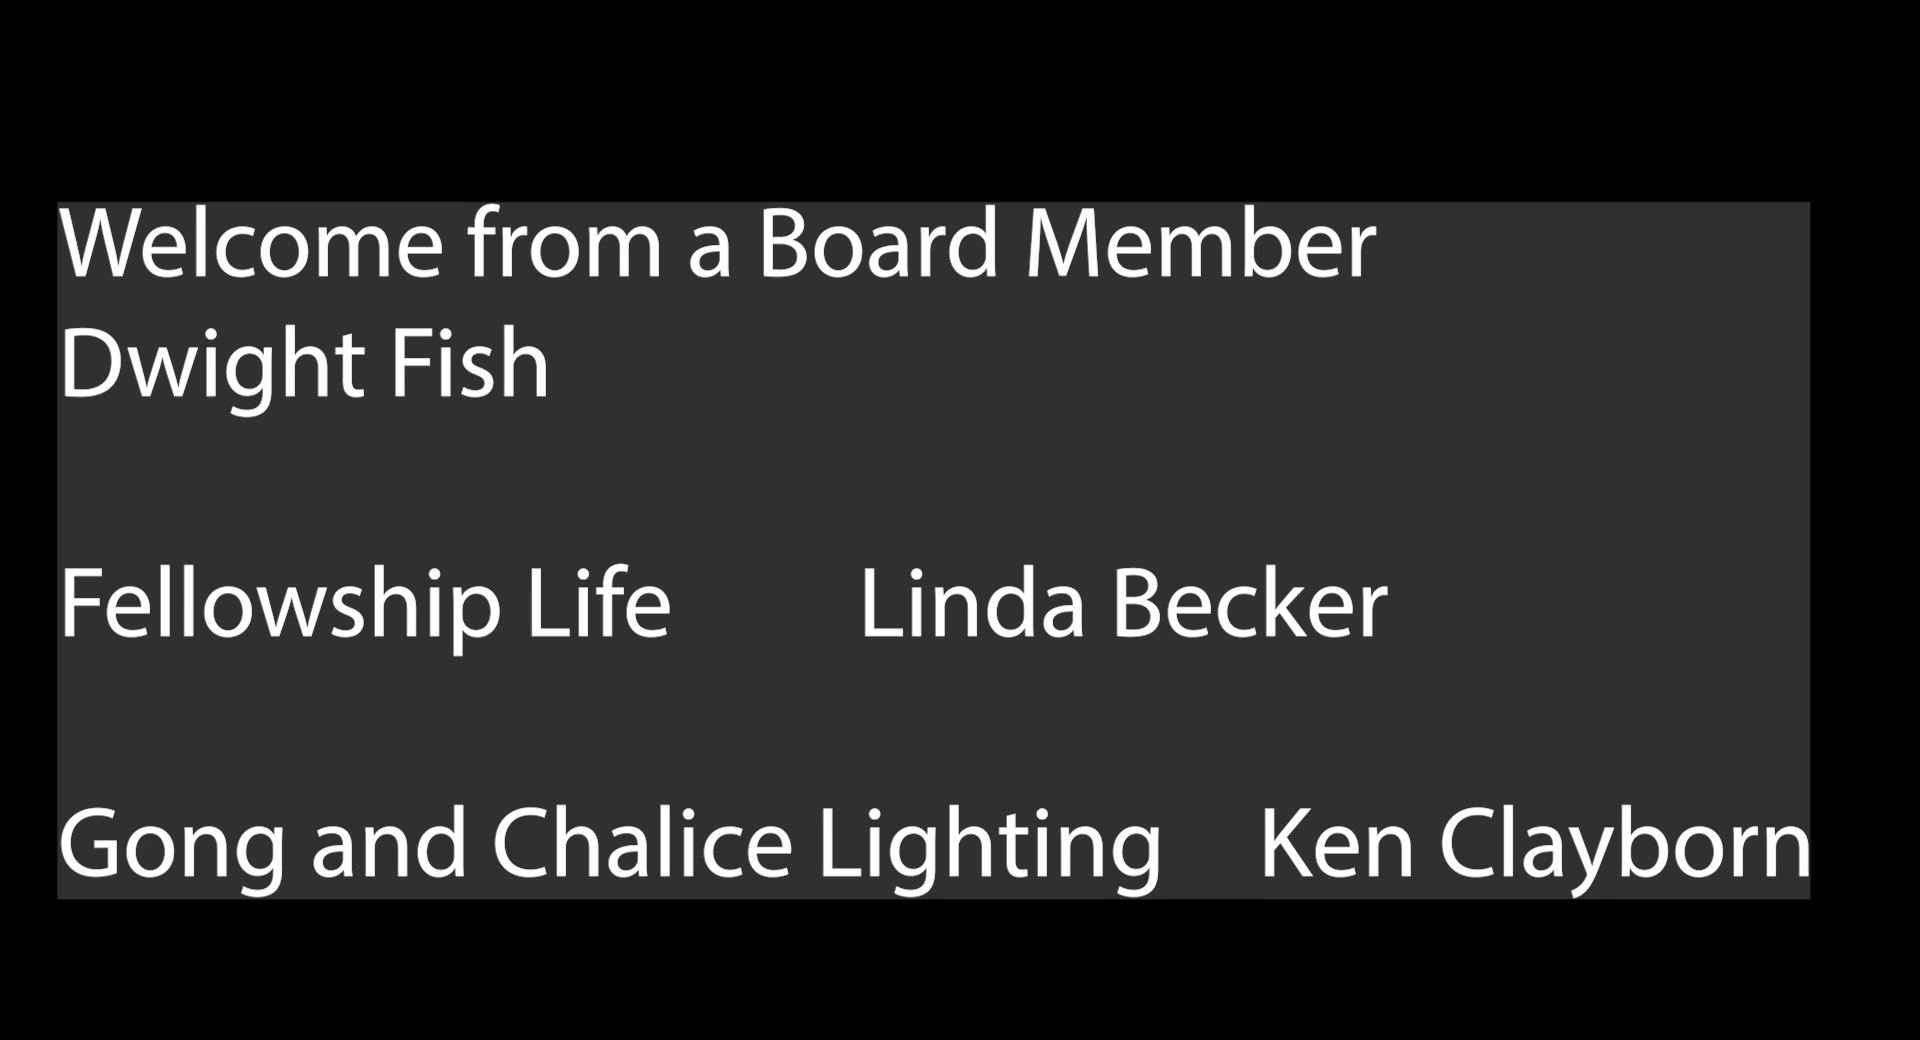 Welcome from a Board Member
Dwight Fish
Fellowship Life Linda Becker
Gong and Chalice Lighting Ken Clayborn